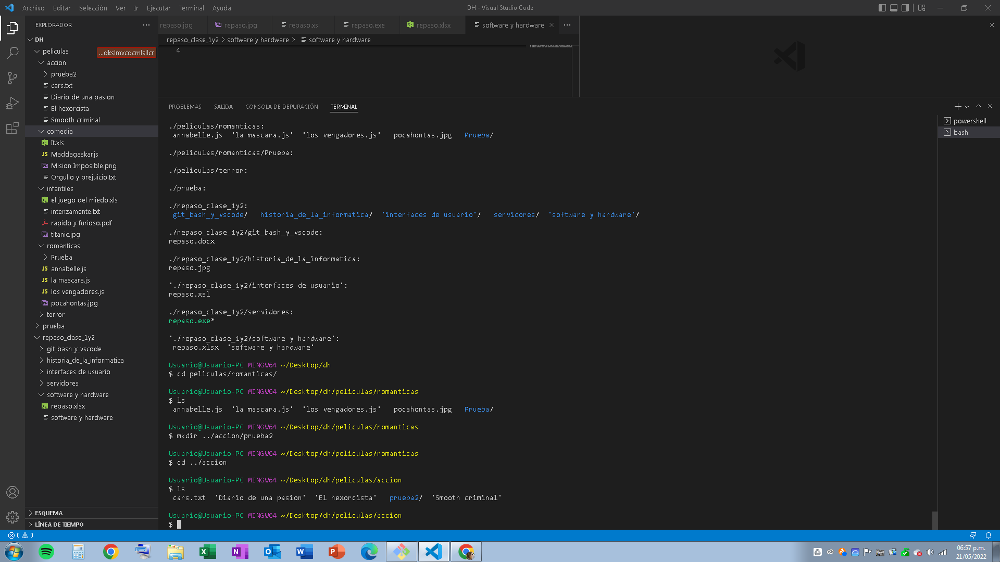 Archivo Editar Selección Ver Ir Ejecutar Terminal Ayuda
DH - Visual Studio Code
EXPLORADOR
DH
peliculas
...dkslmvcdcmlsllcr
accion
prueba2
cars.txt
Diario de una pasion
El hexorcista
Smooth criminal
comedia
It.xls
JS Maddagaskar.js
Mision Imposible.png
Orgullo y prejuicio.txt
infantiles
el juego del miedo.xls
intenzamente.txt
rapido y furioso.pdf
titanic.jpg
romanticas
Prueba
JS annabelle.js
JS la mascara.js
JS los vengadores.js
pocahontas.jpg
terror
prueba
repaso_clase_1y2
git_bash_y_vscode
historia_de_la_informatica
interfaces de usuario
servidores
software y hardware
repaso.xlsx
software y hardware
ESQUEMA
LÍNEA DE TIEMPO
repaso.jpg repaso.jpg repaso.xsl repaso.exe repaso.xlsx software y hardware
repaso_clase_1y2 > software y hardware > software y hardware
4
PROBLEMAS SALIDA CONSOLA DE DEPURACIÓN TERMINAL
powershell
bash
./peliculas/romanticas:
annabelle.js 'la mascara.js' 'los vengadores.js' pocahontas.jpg Prueba/
./peliculas/romanticas/Prueba:
./peliculas/terror:
./prueba:
./repaso_clase_1y2:
git_bash_y_vscode/ historia_de_la_informatica/ 'interfaces de usuario'/ servidores/ 'software y hardware'/
./repaso_clase_1y2/git_bash_y_vscode:
repaso.docx
./repaso_clase_1y2/historia_de_la_informatica:
repaso.jpg
'./repaso_clase_1y2/interfaces de usuario':
repaso.xsl
./repaso_clase_1y2/servidores:
repaso.exe*
'./repaso_clase_1y2/software y hardware':
repaso.xlsx 'software y hardware'
Usuario@Usuario-PC MINGW64 ~/Desktop/dh
$ cd peliculas/romanticas/
Usuario@Usuario-PC MINGW64 ~/Desktop/dh/peliculas/romanticas
$ ls
annabelle.js 'la mascara.js' 'los vengadores.js' pocahontas.jpg Prueba/
Usuario@Usuario-PC MINGW64 ~/Desktop/dh/peliculas/romanticas
$ mkdir ../accion/prueba2
Usuario@Usuario-PC MINGW64 ~/Desktop/dh/peliculas/romanticas
$ cd ../accion
Usuario@Usuario-PC MINGW64 ~/Desktop/dh/peliculas/accion
$ ls
cars.txt 'Diario de una pasion' 'El hexorcista' prueba2/ 'Smooth criminal'
Usuario@Usuario-PC MINGW64 ~/Desktop/dh/peliculas/accion
$
0 0
06:57 p.m.
21/05/2022